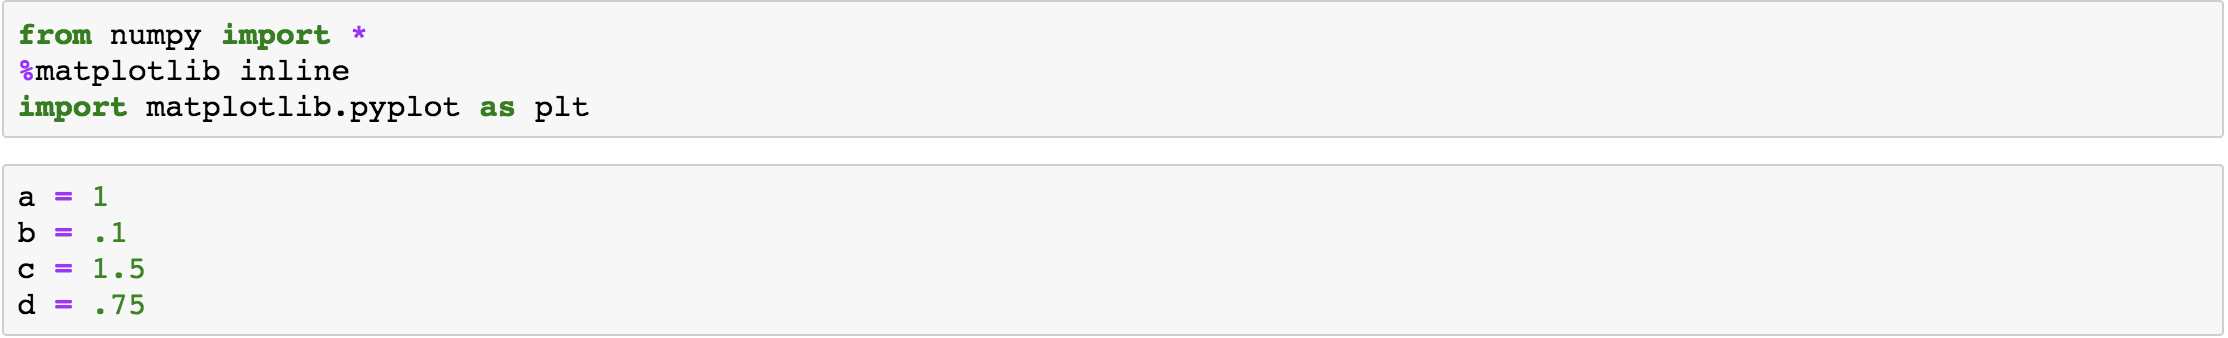 from numpy import *
%matplotlib inline
import matplotlib.pyplot as plt
a = 1
b = .1
c = 1.5
d = .75